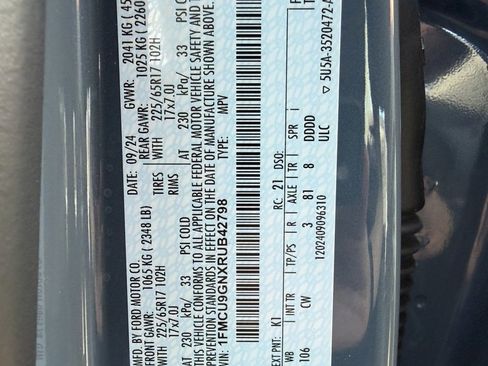 MFD. BY FORD MOTOR CO.
09/24
GVWR: 2041 KG (45
FRONT GAWR: 1065 KG (2348 LB)
REAR GAWR: 1025 KG (2260
WITH 225/65R17 102H TIRES
WITH 225/65R17 102H
17x7.0J RIMS
17x7.0J
AT 230 kPa/ 33 PSI COLD
AT 230 kPa/ 33 PSI COLD
THIS VEHICLE CONFORMS TO ALL APPLICABLE FEDERAL MOTOR VEHICLE SAFETY AND T
BUMPER STANDARDS IN EFFECT ON THE DATE OF MANUFACTURE SHOWN ABOVE.
VIN: 1FMCU9GNXRUB42798
TYPE: MPV
EXT PNT: K1
RC: 21 DSO:
WB INT TR TP/PS R AXLE TR SPR
106 CW 3 81 8 DDDD
ULC
1202409096310
▽ 5U5A-3520472-A